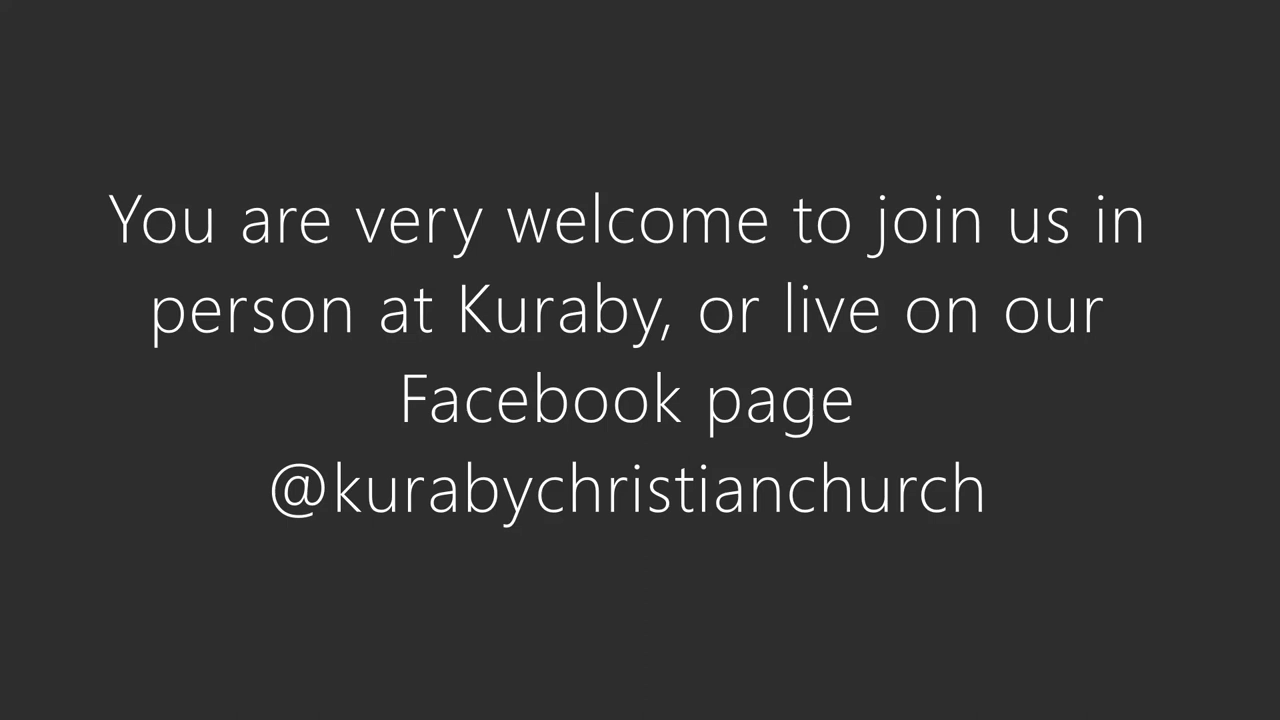 You are very welcome to join us in
person at Kuraby, or live on our
Facebook page
@kurabychristianchurch